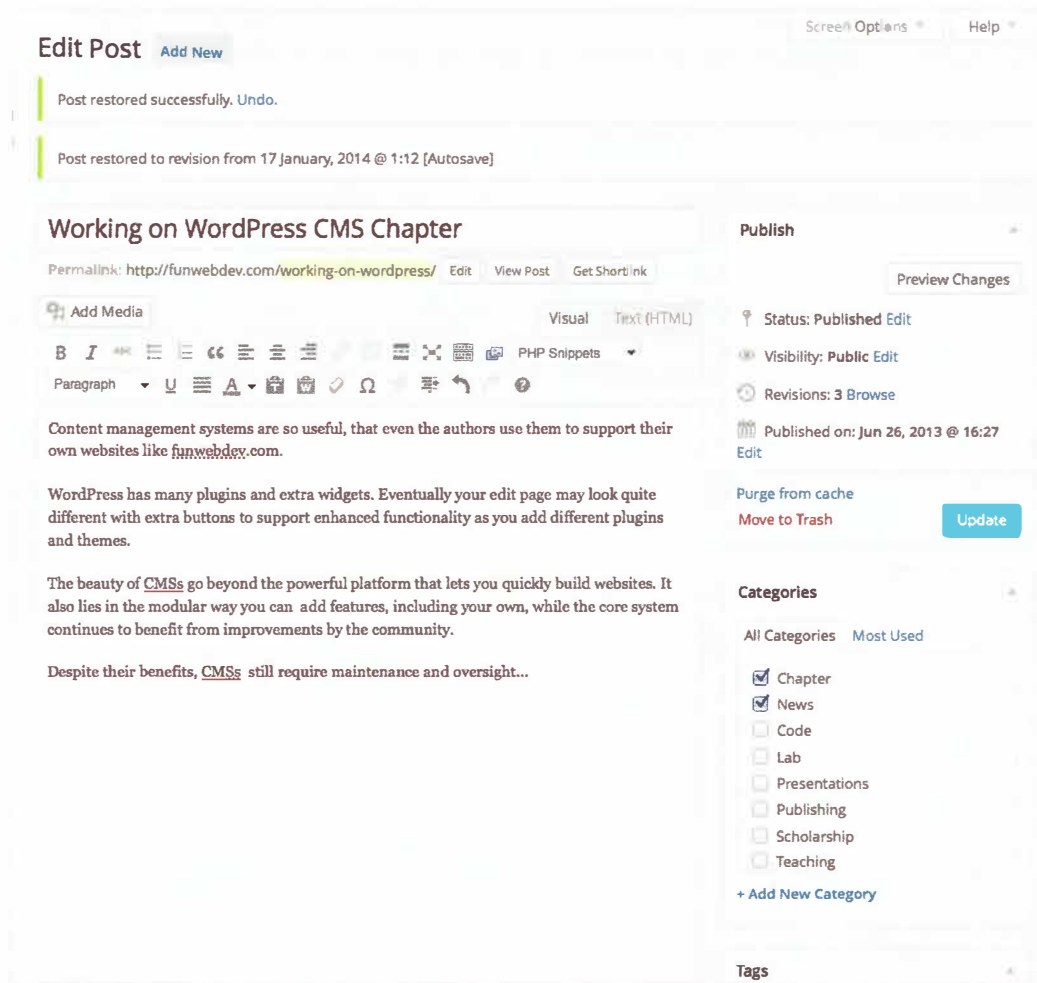 Screen Options Help
Edit Post Add New
Post restored successfully. Undo.
Post restored to revision from 17 January, 2014 @ 1:12 [Autosave]
Working on WordPress CMS Chapter
Permalink: http://funwebdev.com/working-on-wordpress/ Edit View Post Get Shortlink
Add Media Visual Text (HTML)
B I ABC “ PHP Snippets
Paragraph U A T W Ω ?
Content management systems are so useful, that even the authors use them to support their
own websites like funwebdev.com.
WordPress has many plugins and extra widgets. Eventually your edit page may look quite
different with extra buttons to support enhanced functionality as you add different plugins
and themes.
The beauty of CMSs go beyond the powerful platform that lets you quickly build websites. It
also lies in the modular way you can add features, including your own, while the core system
continues to benefit from improvements by the community.
Despite their benefits, CMSs still require maintenance and oversight...
Publish
Preview Changes
Status: Published Edit
Visibility: Public Edit
Revisions: 3 Browse
Published on: Jun 26, 2013 @ 16:27
Edit
Purge from cache
Move to Trash Update
Categories
All Categories Most Used
Chapter
News
Code
Lab
Presentations
Publishing
Scholarship
Teaching
+ Add New Category
Tags